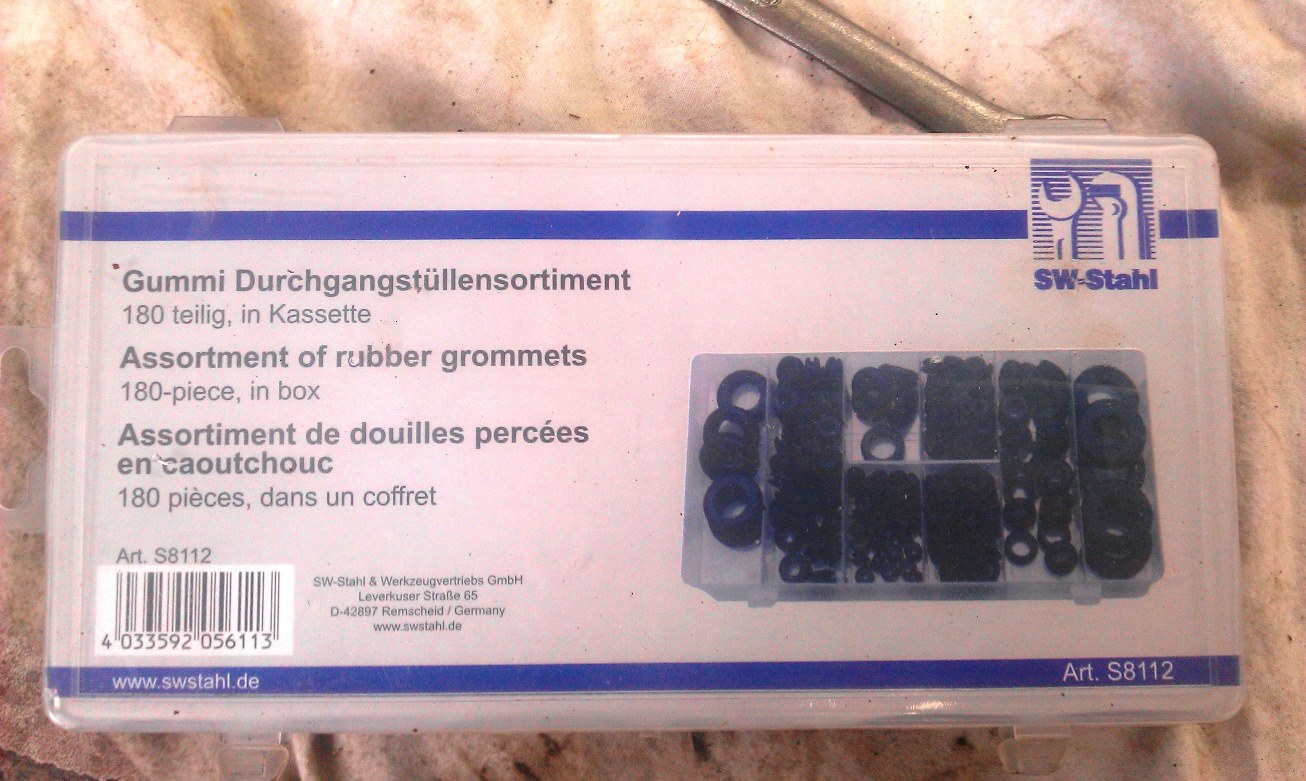 SW-Stahl
Gummi Durchgangstüllensortiment
180 teilig, in Kassette
Assortment of rubber grommets
180-piece, in box
Assortiment de douilles percées
en caoutchouc
180 pièces, dans un coffret
Art. S8112
4 033592 056113
SW-Stahl & Werkzeugvertriebs GmbH
Leverkuser Straße 65
D-42897 Remscheid / Germany
www.swstahl.de
www.swstahl.de
Art. S8112